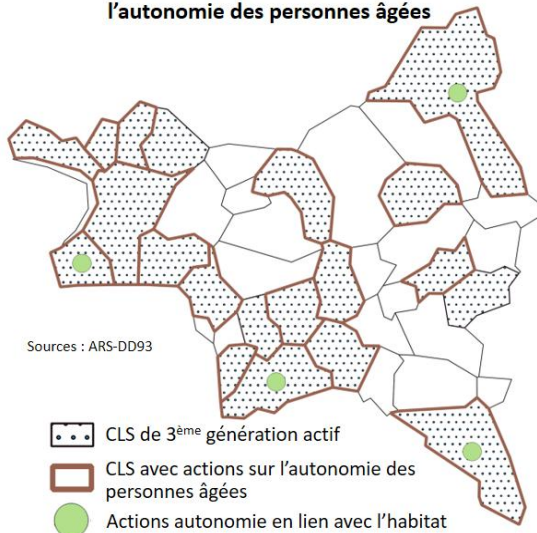 l'autonomie des personnes âgées
Sources : ARS-DD93
CLS de 3ème génération actif
CLS avec actions sur l'autonomie des
personnes âgées
Actions autonomie en lien avec l'habitat